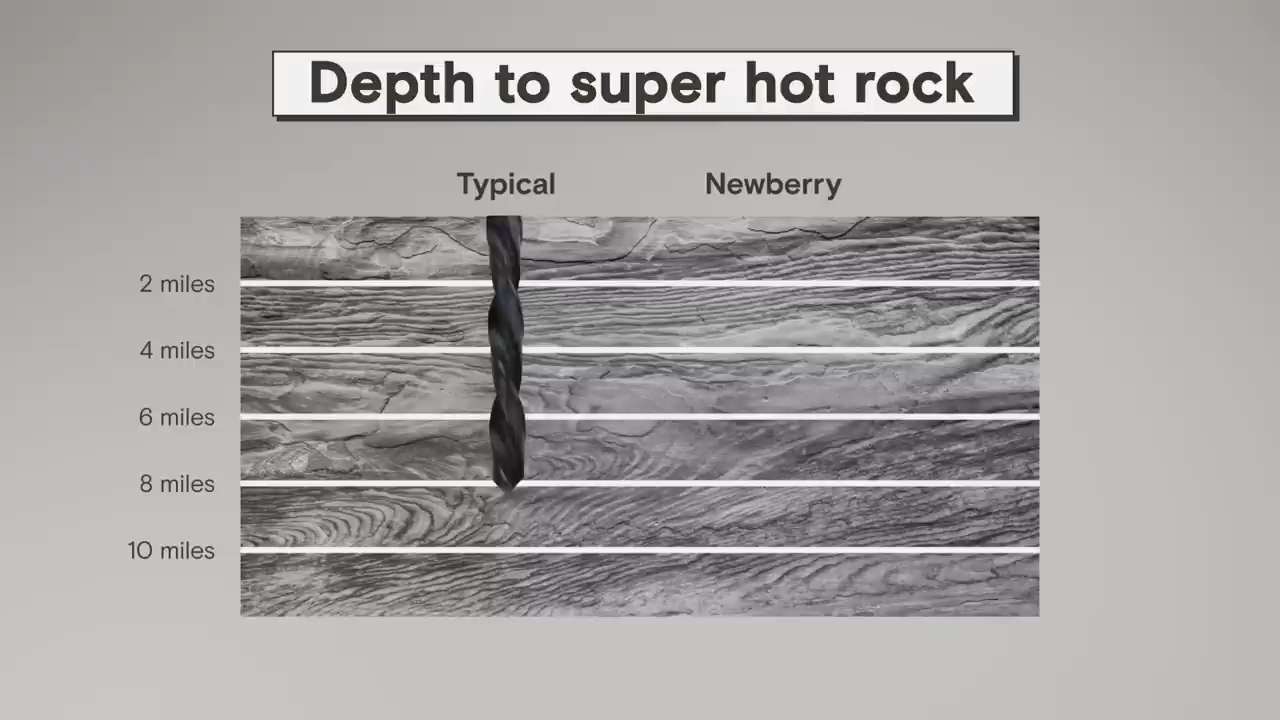 Depth to super hot rock
Typical
Newberry
2 miles
4 miles
6 miles
8 miles
10 miles